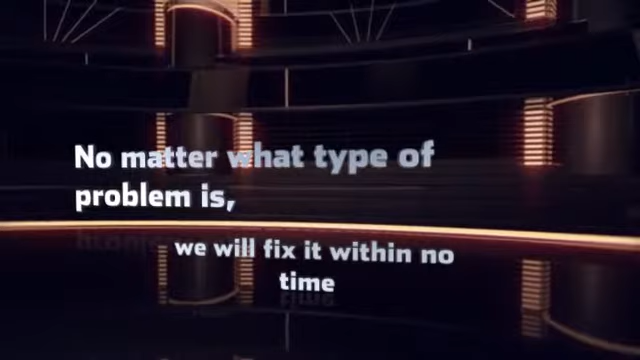 No matter what type of
problem is,
we will fix it within no
time